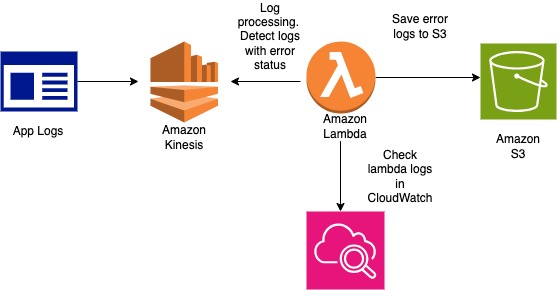 Log
processing.
Detect logs
with error
status
Save error
logs to S3
App Logs
Amazon
Kinesis
Amazon
Lambda
Amazon
S3
Check
lambda logs
in
CloudWatch